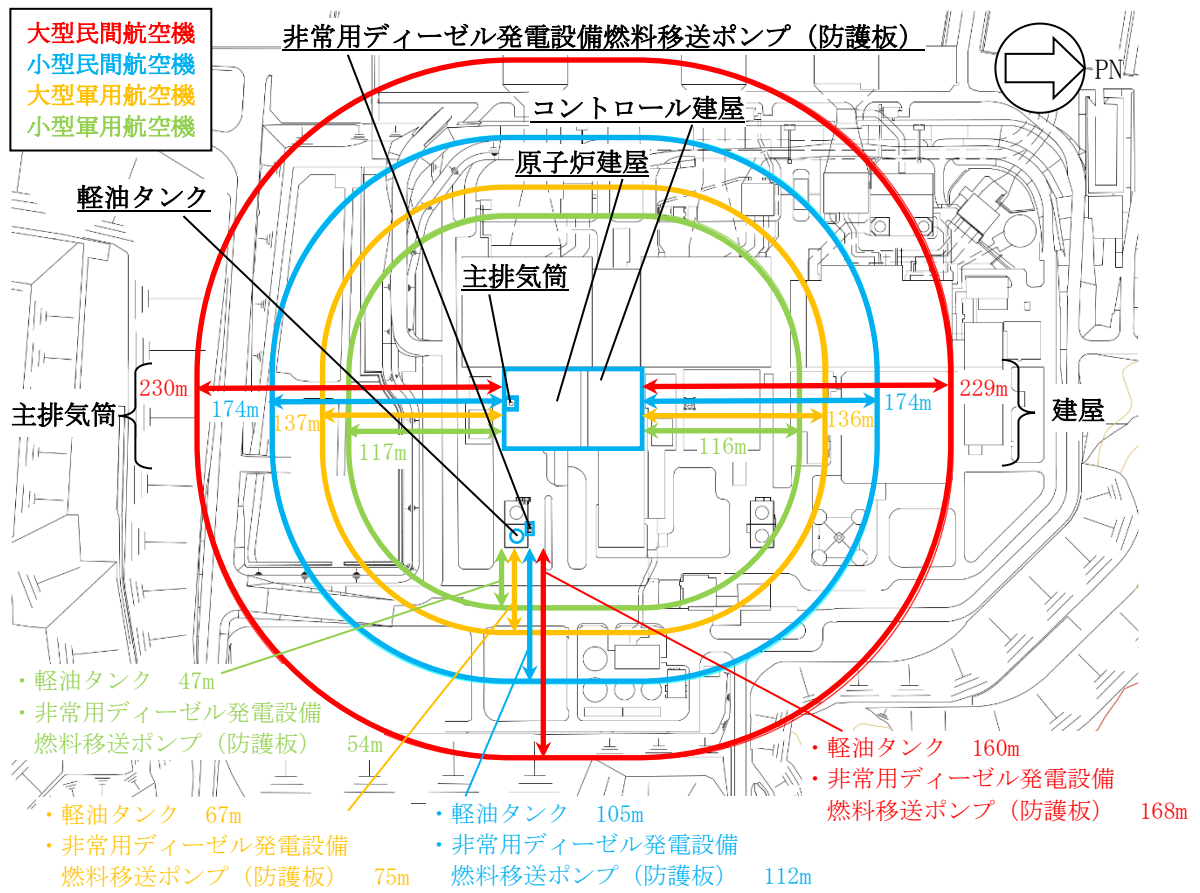 大型民間航空機
小型民間航空機
大型軍用航空機
小型軍用航空機
非常用ディーゼル発電設備燃料移送ポンプ（防護板）
PN
コントロール建屋
原子炉建屋
軽油タンク
主排気筒
230m
174m
137m
117m
主排気筒
229m
174m
136m
116m
建屋
・軽油タンク　47m
・非常用ディーゼル発電設備
燃料移送ポンプ（防護板）　54m
・軽油タンク　67m
・非常用ディーゼル発電設備
燃料移送ポンプ（防護板）　75m
・軽油タンク　105m
・非常用ディーゼル発電設備
燃料移送ポンプ（防護板）　112m
・軽油タンク　160m
・非常用ディーゼル発電設備
燃料移送ポンプ（防護板）　168m